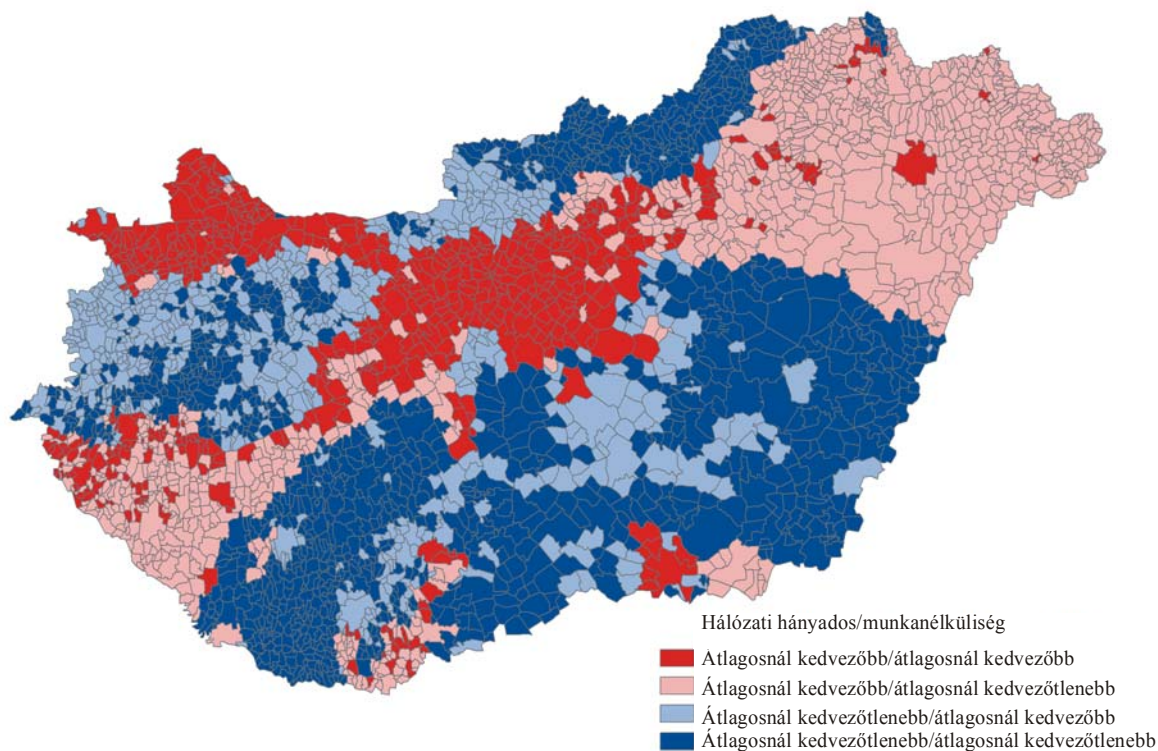 Hálózati hányados/munkanélküliség
Atlagosnál kedvezőbb/átlagosnál kedvezőbb
Átlagosnál kedvezőbb/átlagosnál kedvezőtlenebb
Átlagosnál kedvezőtlenebb/átlagosnál kedvezőbb
Átlagosnál kedvezőtlenebb/átlagosnál kedvezőtlenebb